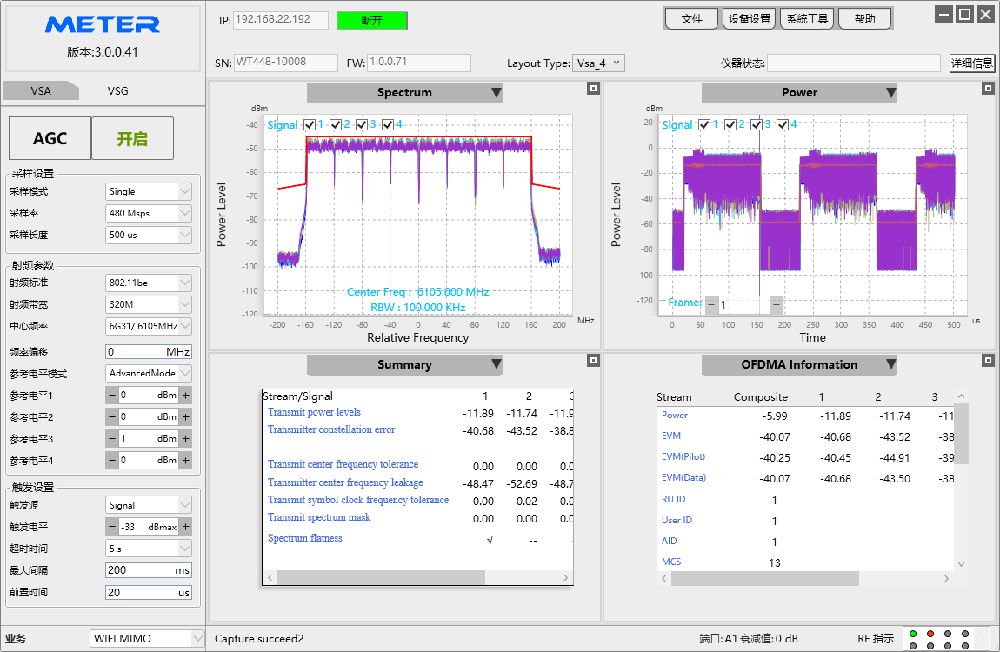 METER
版本:3.0.0.41
IP: 192.168.22.192 断开
文件 设备设置 系统工具 帮助
SN: WT448-10008 FW: 1.0.0.71 Layout Type: Vsa_4 仪器状态: 详细信息
VSA VSG
AGC 开启
采样设置
采样模式 Single
采样率 480 Msps
采样长度 500 us
射频参数
射频标准 802.11be
射频带宽 320M
中心频率 6G31/ 6105MHZ
频率偏移 0 MHz
参考电平模式 AdvancedMode
参考电平1 − 0 dBm +
参考电平2 − 0 dBm +
参考电平3 − 1 dBm +
参考电平4 − 0 dBm +
触发设置
触发源 Signal
触发电平 − -33 dBmax +
超时时间 5 s
最大间隔 200 ms
前置时间 20 us
业务 WIFI MIMO
Spectrum
dBm
Signal 1 2 3 4
-40
-50
-60
-70
-80
-90
-100
-110
-120
Center Freq : 6105.000 MHz
RBW : 100.000 KHz
-200 -160 -120 -80 -40 0 40 80 120 160 200 MHz
Relative Frequency
Power Level
Power
dBm
Signal 1 2 3 4
20
0
-20
-40
-60
-80
-100
-120
Frame: − 1 +
0 50 100 150 200 250 300 350 400 450 500 us
Time
Power Level
Summary
Stream/Signal 1 2 3
Transmit power levels -11.89 -11.74 -11.9
Transmitter constellation error -40.68 -43.52 -38.8
Transmit center frequency tolerance 0.00 0.00 0.0
Transmitter center frequency leakage -48.47 -52.69 -48.7
Transmit symbol clock frequency tolerance 0.00 0.02 -0.0
Transmit spectrum mask 0.00 0.00 0.0
Spectrum flatness √ --
OFDMA Information
Stream Composite 1 2 3
Power -5.99 -11.89 -11.74 -11
EVM -40.07 -40.68 -43.52 -38
EVM(Pilot) -40.25 -40.45 -44.91 -39
EVM(Data) -40.07 -40.68 -43.50 -38
RU ID 1
User ID 1
AID 1
MCS 13
Capture succeed2 端口: A1 衰减值: 0 dB RF 指示